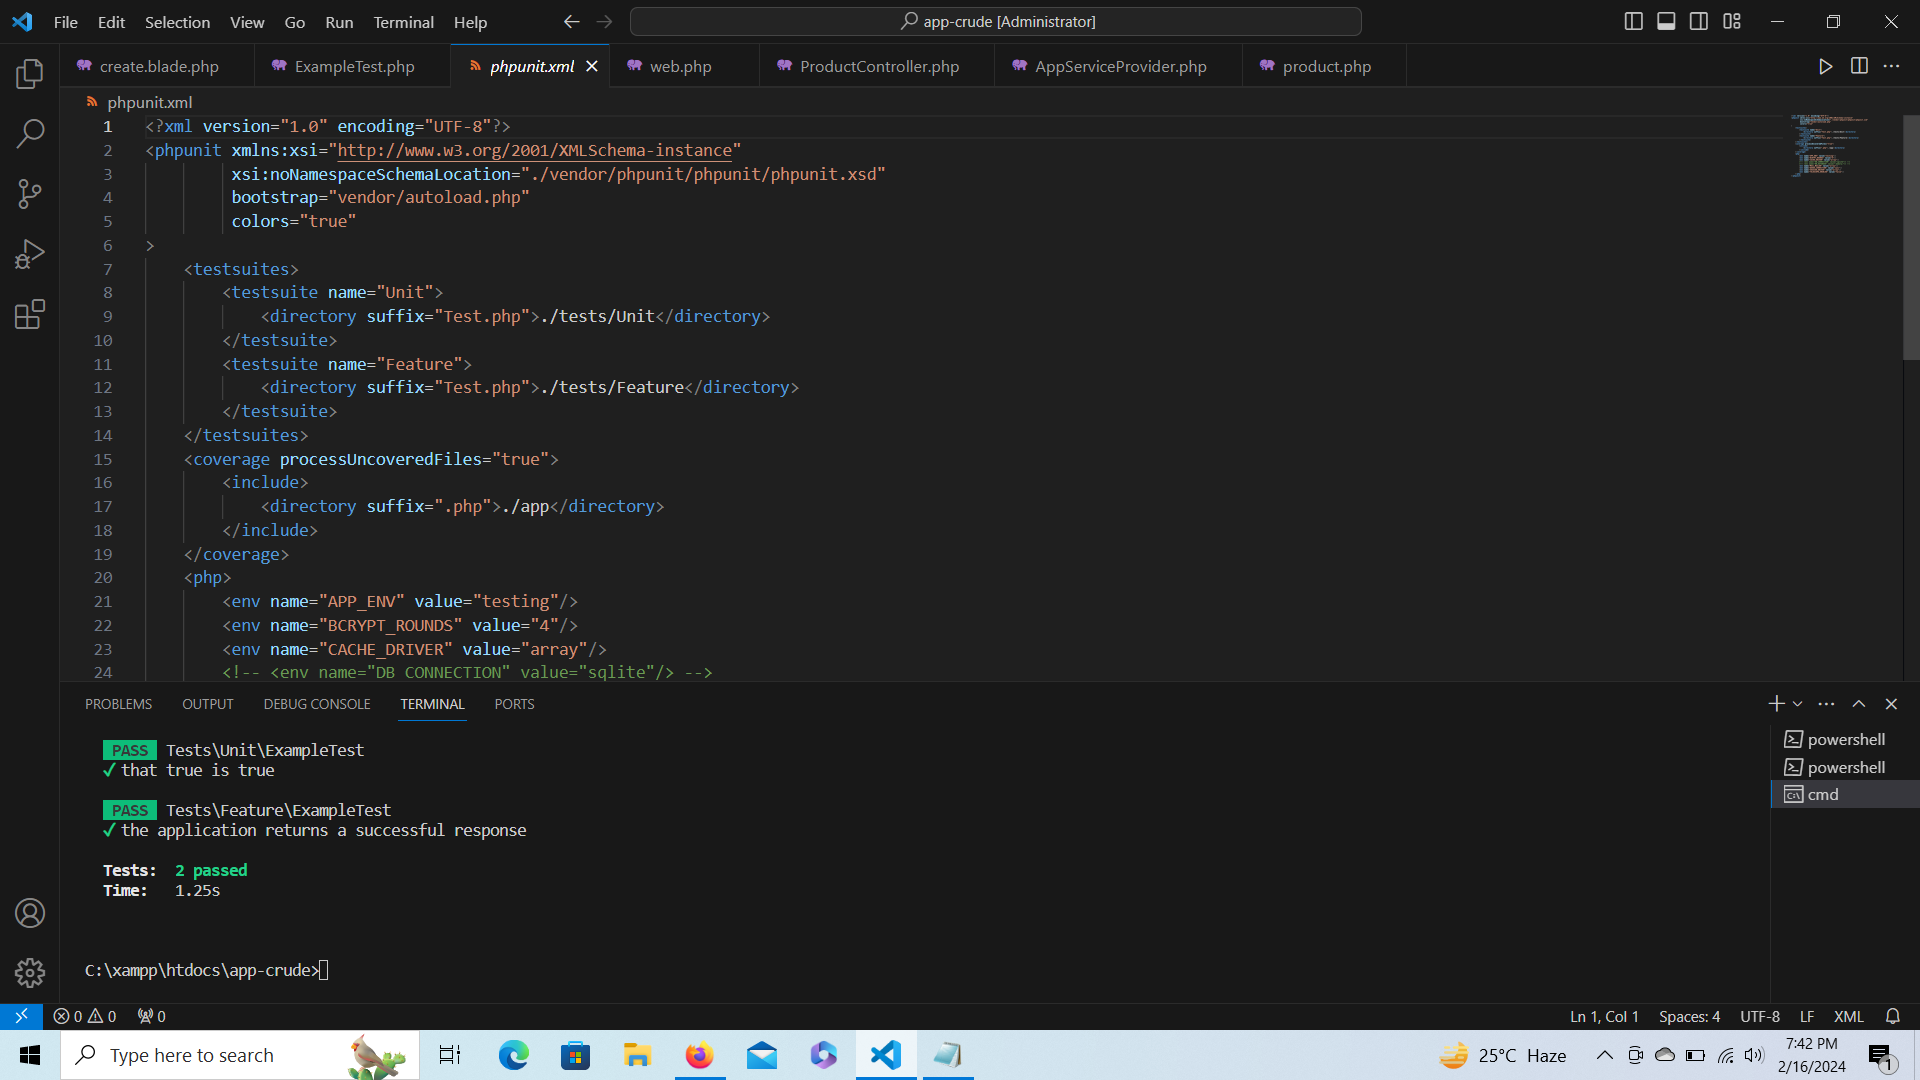 File Edit Selection View Go Run Terminal Help
app-crude [Administrator]
create.blade.php ExampleTest.php phpunit.xml web.php ProductController.php AppServiceProvider.php product.php
phpunit.xml
1 <?xml version="1.0" encoding="UTF-8"?>
2 <phpunit xmlns:xsi="http://www.w3.org/2001/XMLSchema-instance"
3 xsi:noNamespaceSchemaLocation="./vendor/phpunit/phpunit/phpunit.xsd"
4 bootstrap="vendor/autoload.php"
5 colors="true"
6 >
7 <testsuites>
8 <testsuite name="Unit">
9 <directory suffix="Test.php">./tests/Unit</directory>
10 </testsuite>
11 <testsuite name="Feature">
12 <directory suffix="Test.php">./tests/Feature</directory>
13 </testsuite>
14 </testsuites>
15 <coverage processUncoveredFiles="true">
16 <include>
17 <directory suffix=".php">./app</directory>
18 </include>
19 </coverage>
20 <php>
21 <env name="APP_ENV" value="testing"/>
22 <env name="BCRYPT_ROUNDS" value="4"/>
23 <env name="CACHE_DRIVER" value="array"/>
24 <!-- <env name="DB_CONNECTION" value="sqlite"/> -->
PROBLEMS OUTPUT DEBUG CONSOLE TERMINAL PORTS
PASS Tests\Unit\ExampleTest
✓ that true is true
PASS Tests\Feature\ExampleTest
✓ the application returns a successful response
Tests: 2 passed
Time: 1.25s
C:\xampp\htdocs\app-crude>
powershell
powershell
cmd
0 0 0
Ln 1, Col 1 Spaces: 4 UTF-8 LF XML
Type here to search
25°C Haze
7:42 PM
2/16/2024
1